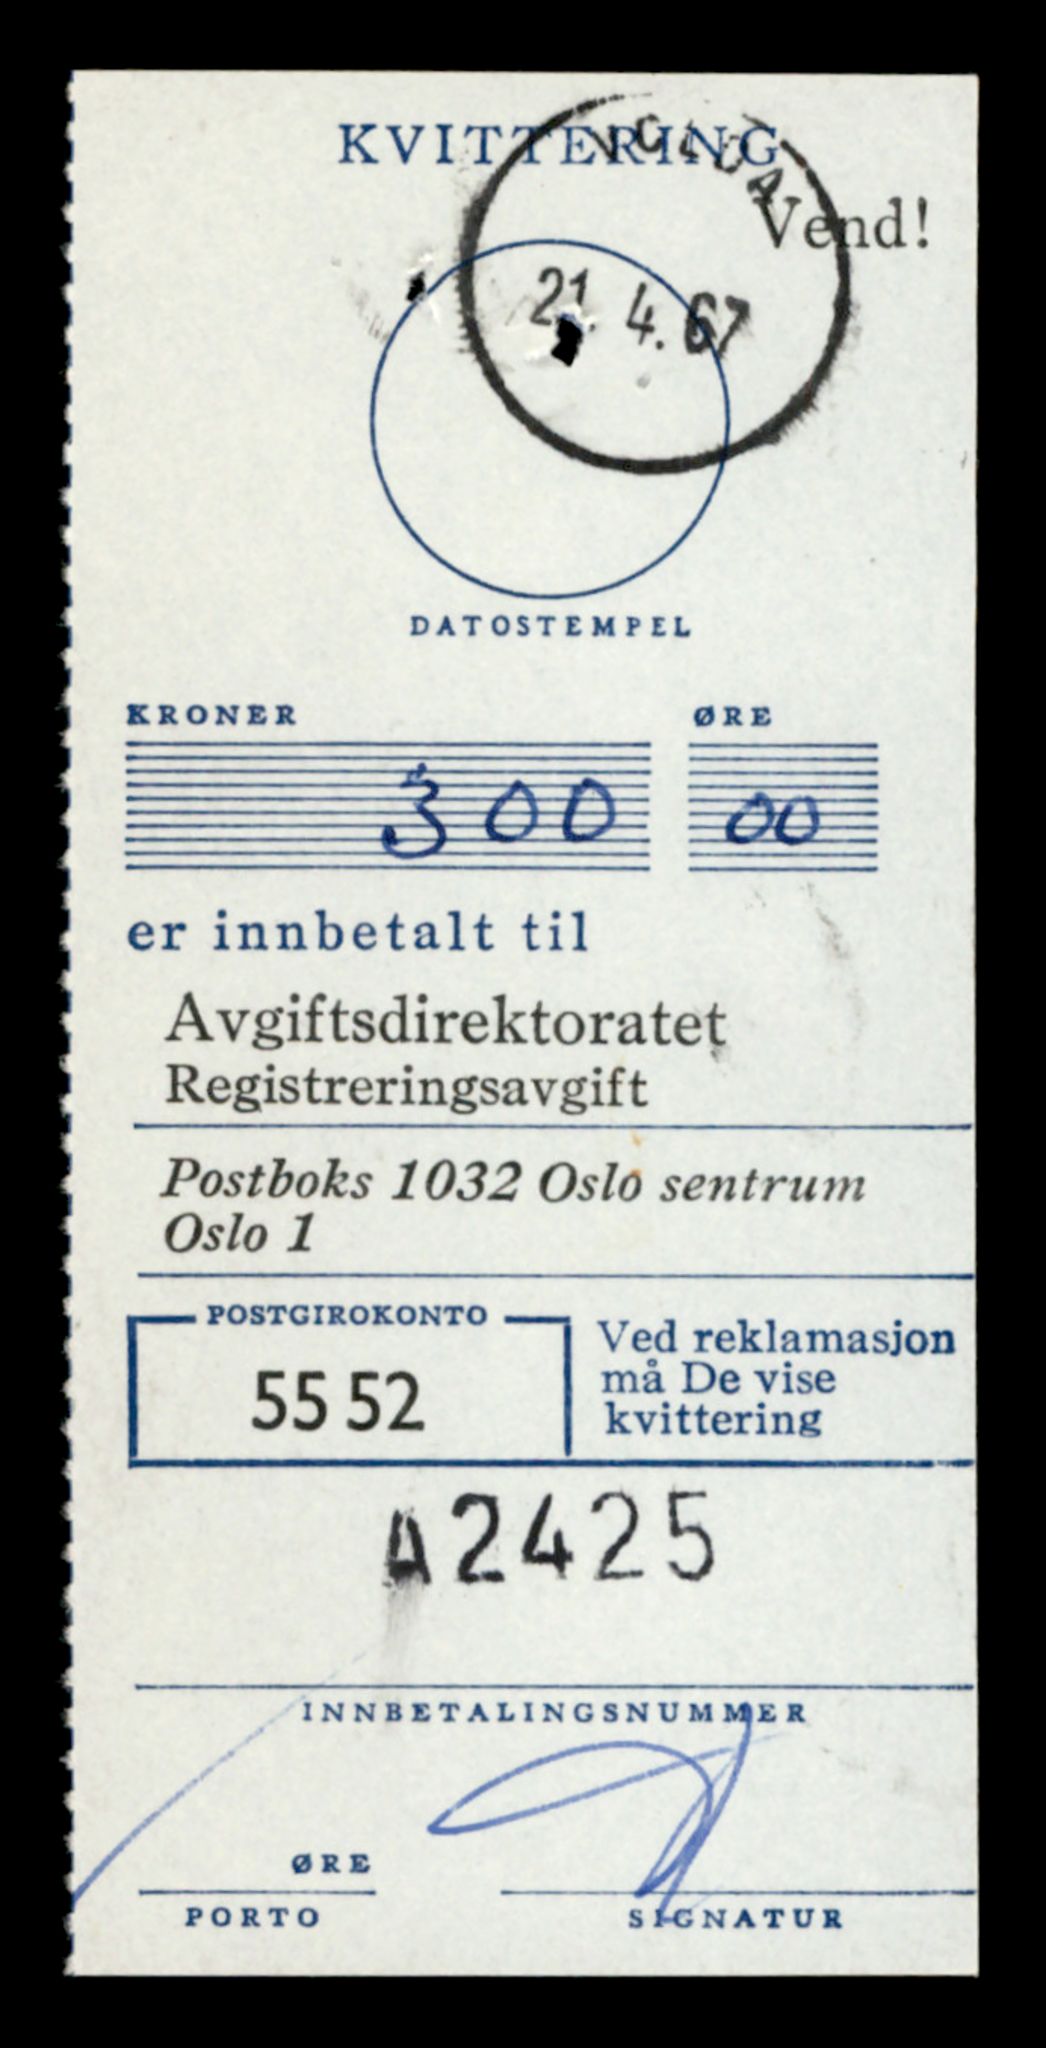 KVITTERING
VOLDA
Vend!
21. 4. 67
DATOSTEMPEL
KRONER ØRE
300 00
er innbetalt til
Avgiftsdirektoratet
Registreringsavgift
Postboks 1032 Oslo sentrum
Oslo 1
POSTGIROKONTO
55 52
Ved reklamasjon
må De vise
kvittering
A2425
INNBETALINGSNUMMER
ØRE
PORTO SIGNATUR